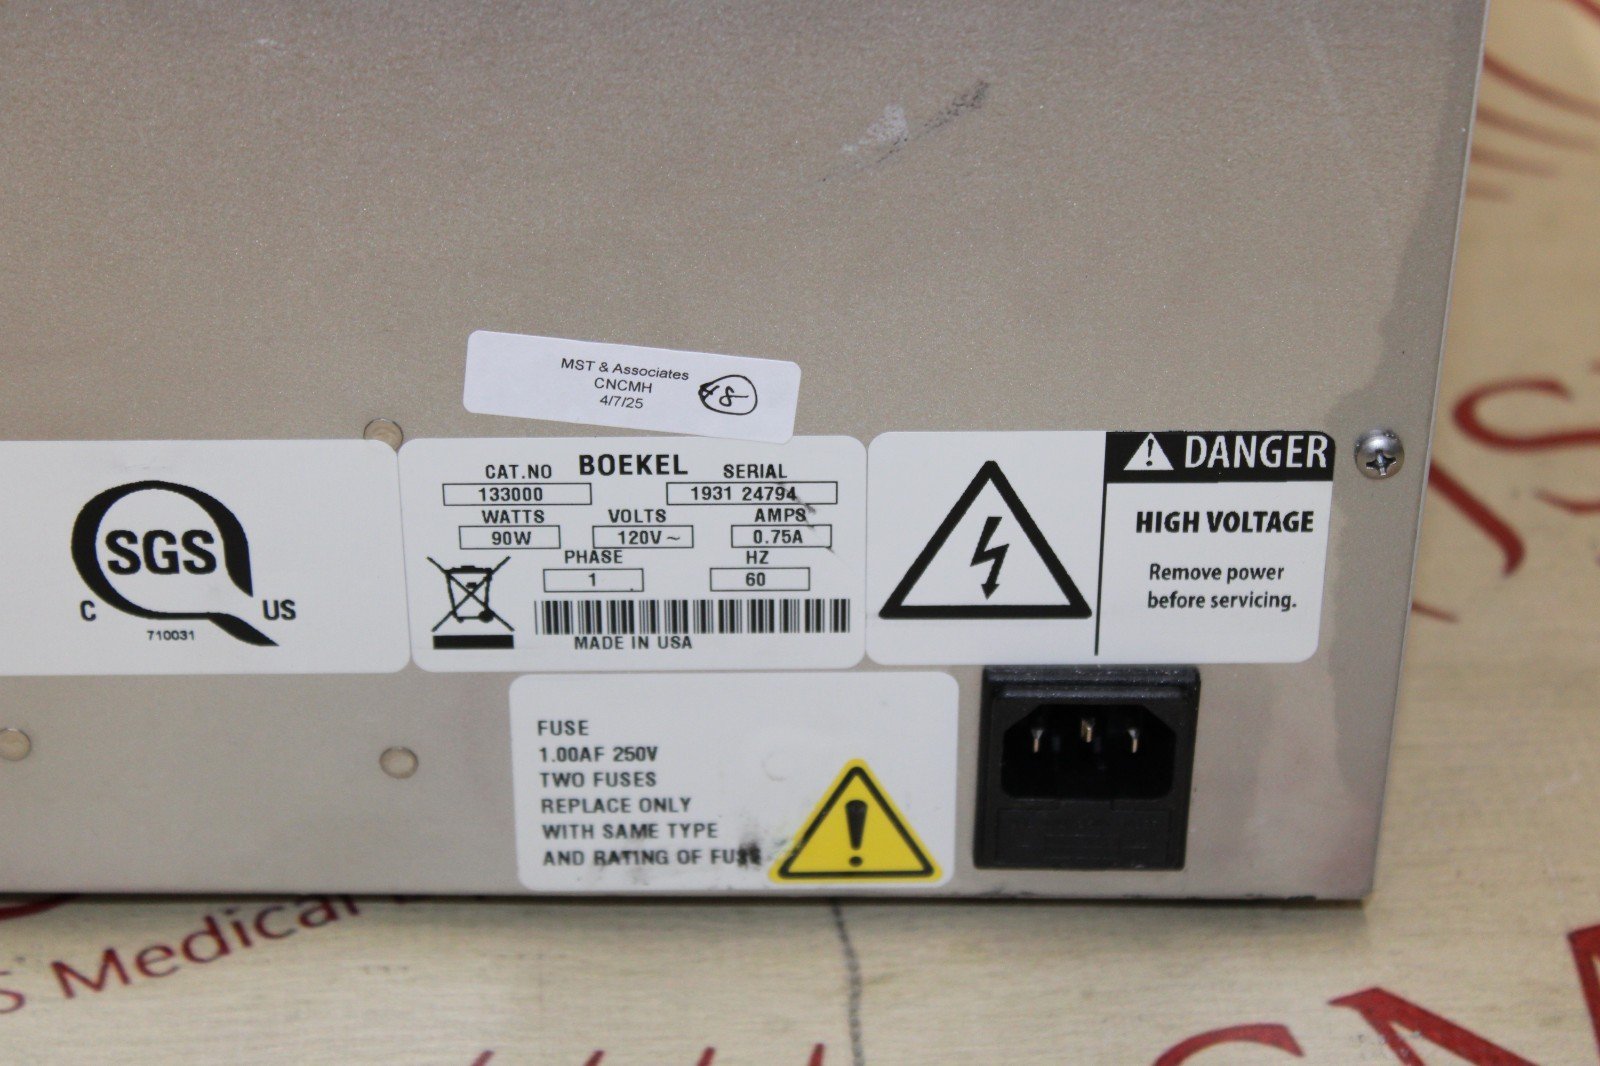 MST & Associates
CNCMH
4/7/25
48
SGS
C US
710031
CAT.NO BOEKEL SERIAL
133000 1931 24794
WATTS VOLTS AMPS
90W 120V~ 0.75A
PHASE HZ
1 60
MADE IN USA
DANGER
HIGH VOLTAGE
Remove power
before servicing.
FUSE
1.00AF 250V
TWO FUSES
REPLACE ONLY
WITH SAME TYPE
AND RATING OF FUSE
Medical